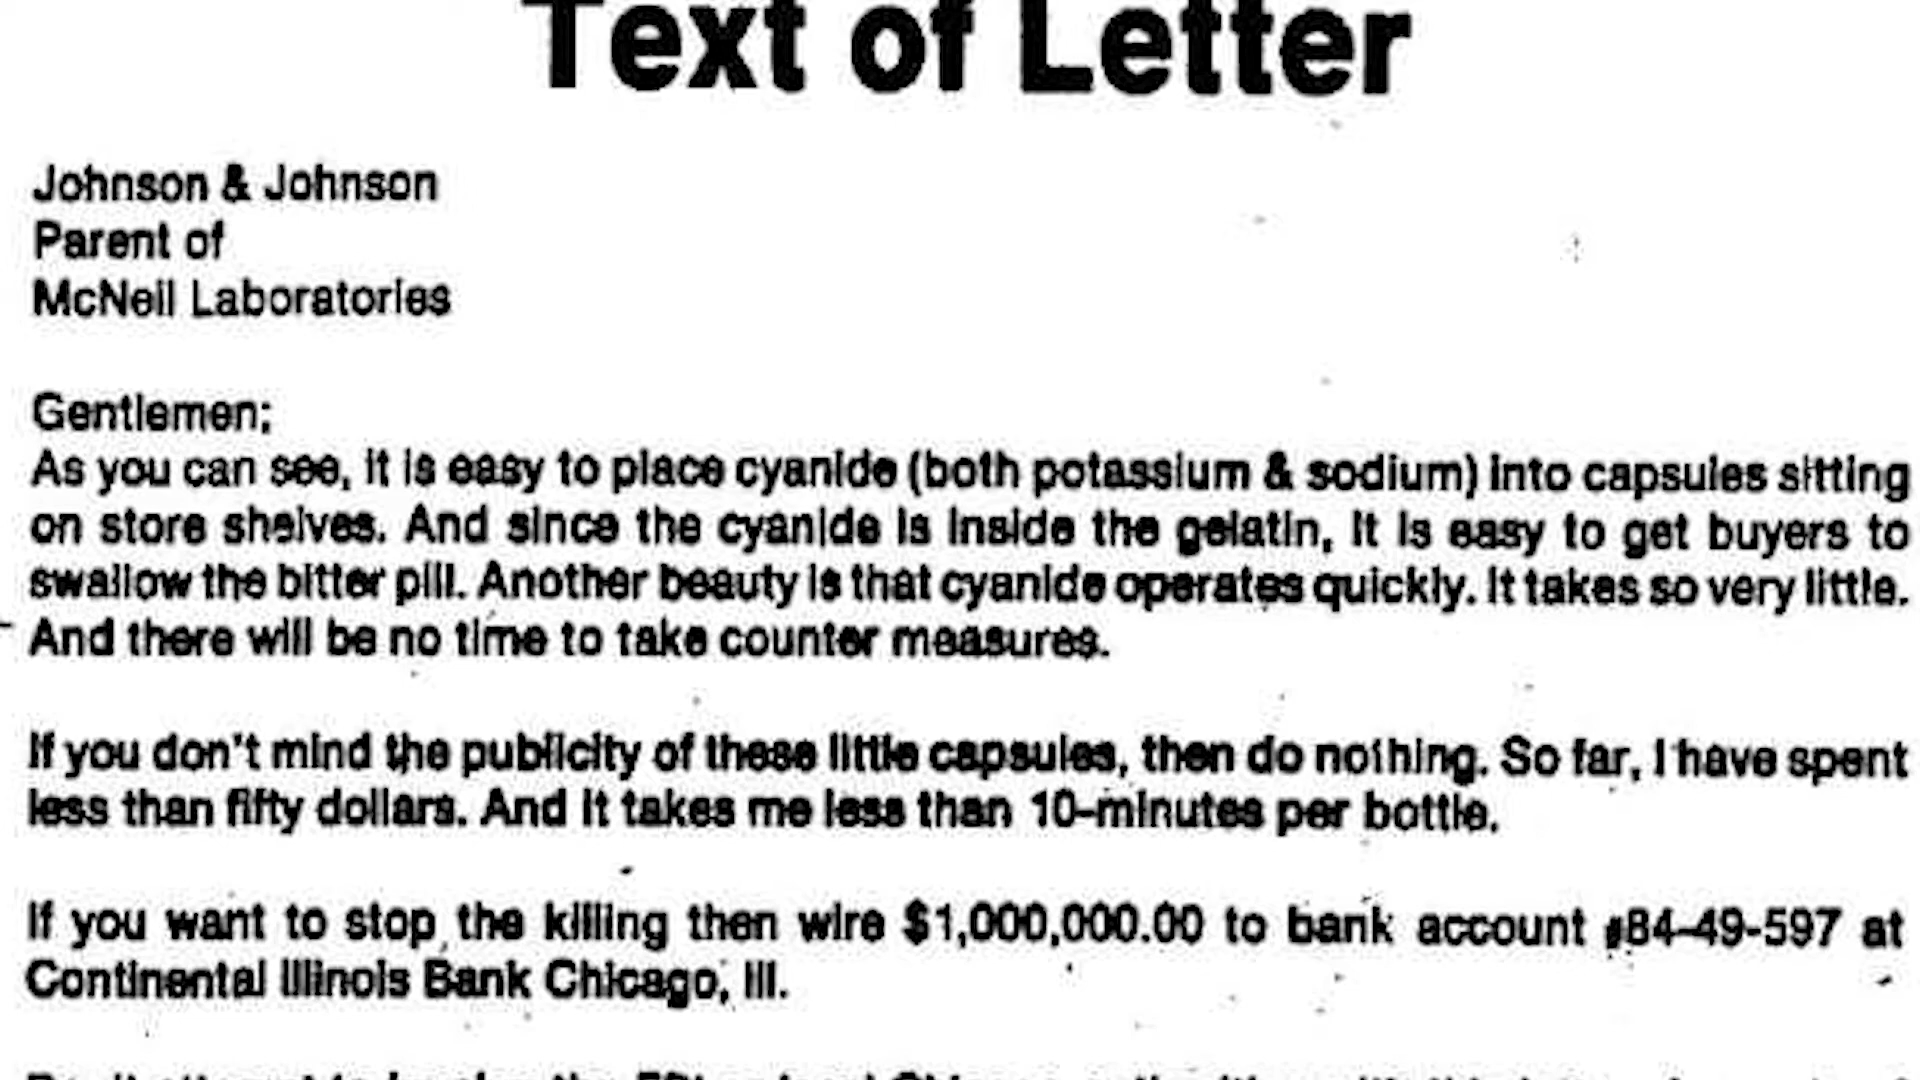 Text of Letter
Johnson & Johnson
Parent of
McNeil Laboratories
Gentlemen;
As you can see, it is easy to place cyanide (both potassium & sodium) into capsules sitting
on store shelves. And since the cyanide is inside the gelatin, it is easy to get buyers to
swallow the bitter pill. Another beauty is that cyanide operates quickly. It takes so very little.
And there will be no time to take counter measures.
If you don't mind the publicity of these little capsules, then do nothing. So far, I have spent
less than fifty dollars. And it takes me less than 10-minutes per bottle.
If you want to stop the killing then wire $1,000,000.00 to bank account #84-49-597 at
Continental Illinois Bank Chicago, Ill.